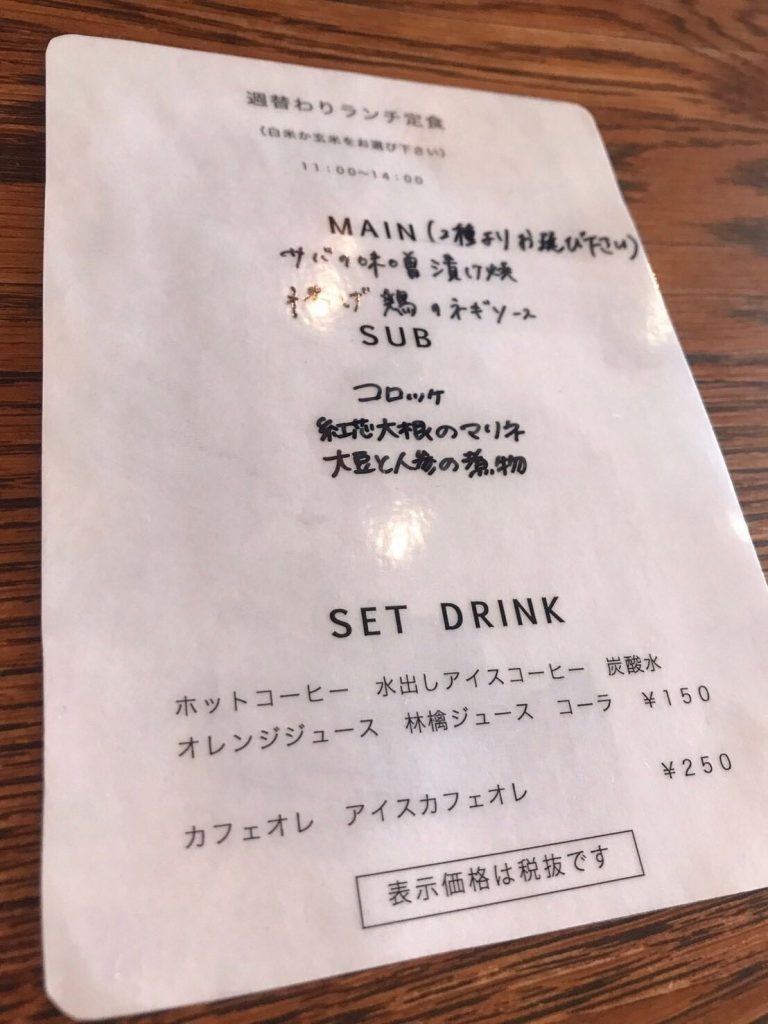 週替わりランチ定食
(白米か玄米をお選び下さい)
11:00~14:00
MAIN(2種よりお選び下さい)
サバの味噌漬け焼
揚げ鶏のネギソース
SUB
コロッケ
紅芯大根のマリネ
大豆と人参の煮物
SET DRINK
ホットコーヒー 水出しアイスコーヒー 炭酸水
オレンジジュース 林檎ジュース コーラ ¥150
¥250
カフェオレ アイスカフェオレ
表示価格は税抜です